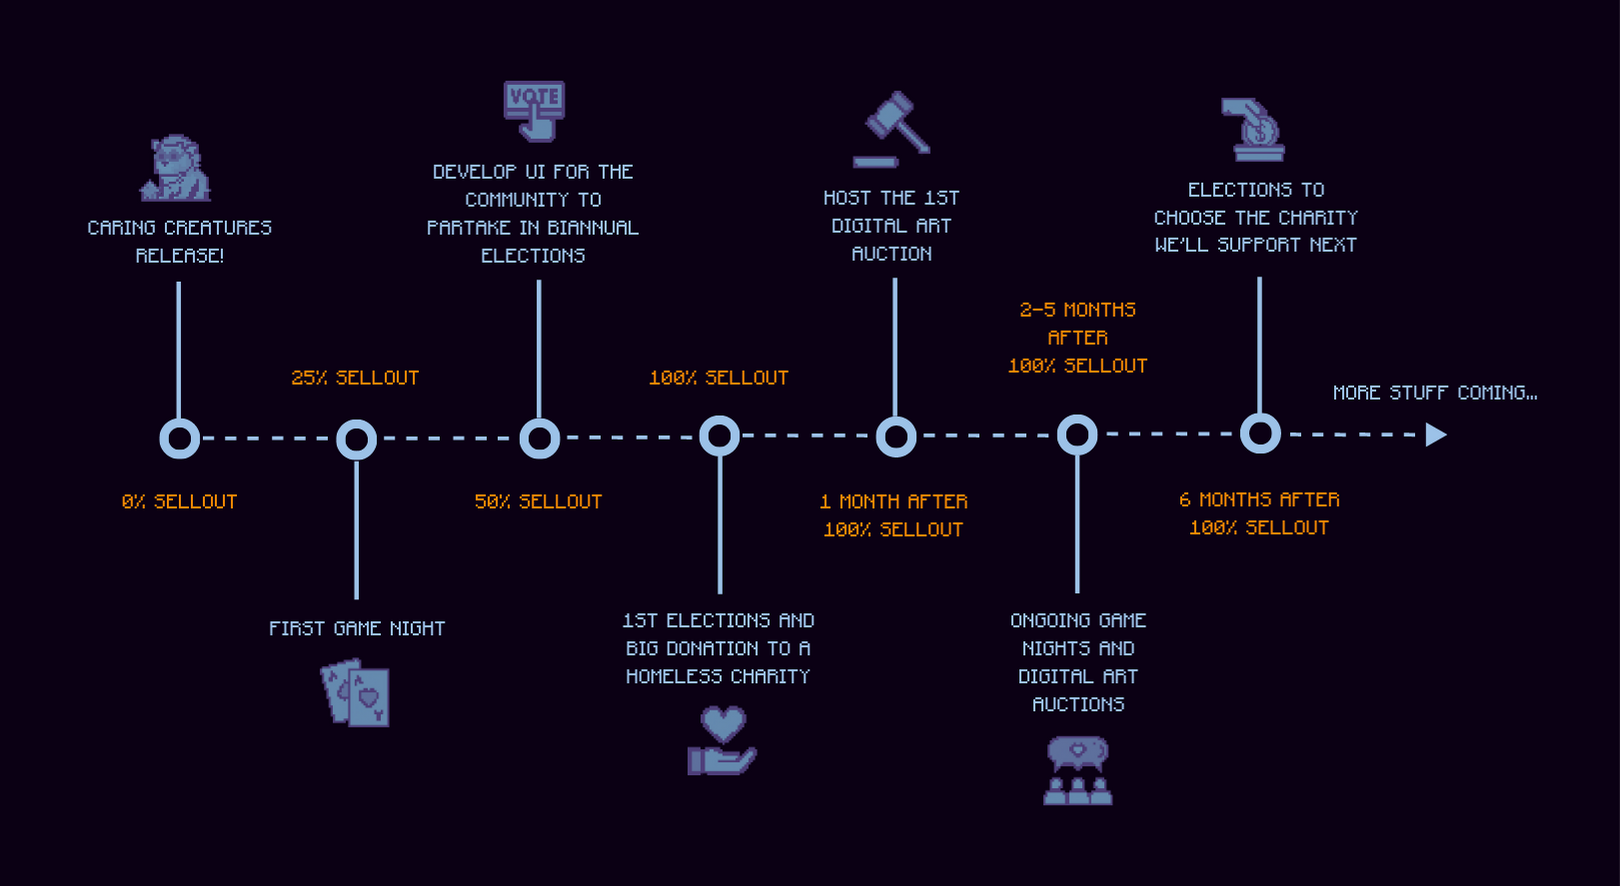 VOTE
CARING CREATURES
RELEASE!
0% SELLOUT
25% SELLOUT
FIRST GAME NIGHT
A
A
A
DEVELOP UI FOR THE
COMMUNITY TO
PARTAKE IN BIANNUAL
ELECTIONS
50% SELLOUT
100% SELLOUT
1ST ELECTIONS AND
BIG DONATION TO A
HOMELESS CHARITY
HOST THE 1ST
DIGITAL ART
AUCTION
1 MONTH AFTER
100% SELLOUT
2-5 MONTHS
AFTER
100% SELLOUT
ONGOING GAME
NIGHTS AND
DIGITAL ART
AUCTIONS
$
ELECTIONS TO
CHOOSE THE CHARITY
WE'LL SUPPORT NEXT
6 MONTHS AFTER
100% SELLOUT
MORE STUFF COMING...